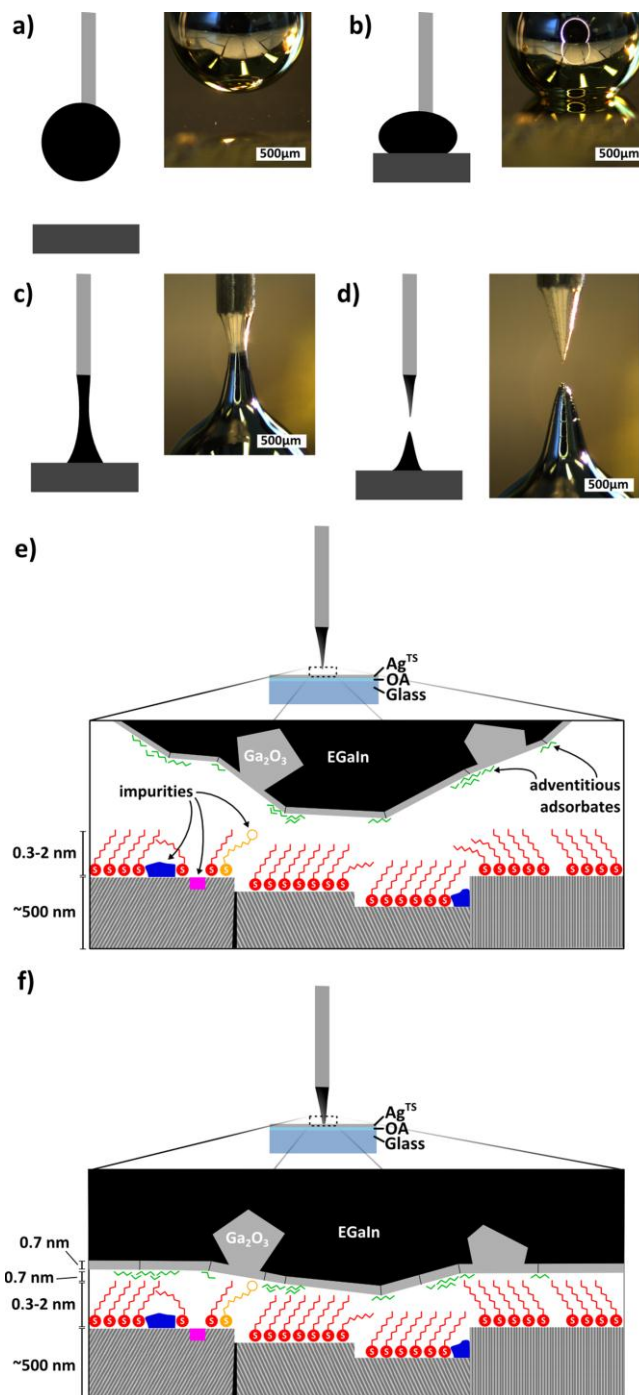 a)
500µm
b)
500µm
c)
500µm
d)
500µm
e)
Ag^TS
OA
Glass
Ga₂O₃
EGaIn
impurities
adventitious
adsorbates
0.3-2 nm
S S S S S S S S S S S S S S S S S S S S S S S S S S S S
~500 nm
f)
Ag^TS
OA
Glass
Ga₂O₃
EGaIn
0.7 nm
0.7 nm
0.3-2 nm
S S S S S S S S S S S S S S S S S S S S S S S S S S S S
~500 nm